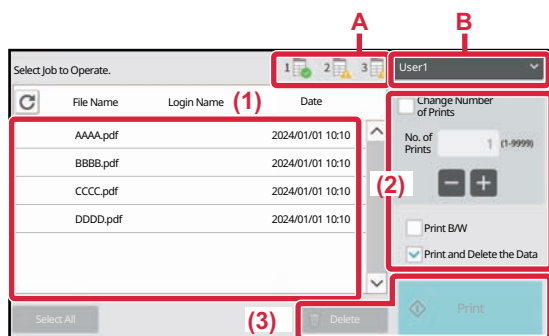 A
B
Select Job to Operate.
1
2
3
User1
File Name
Login Name
(1)
Date
Change Number
of Prints
AAAA.pdf
2024/01/01 10:10
No. of
Prints
1
(1-9999)
BBBB.pdf
2024/01/01 10:10
CCCC.pdf
2024/01/01 10:10
(2)
DDDD.pdf
2024/01/01 10:10
Print B/W
Print and Delete the Data
Select All
(3)
Delete
Print